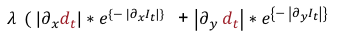 λ ( |∂ₓdₜ| ∗ e^{− |∂ₓIₜ|} + |∂ᵧ dₜ| ∗ e^{− |∂ᵧIₜ|}